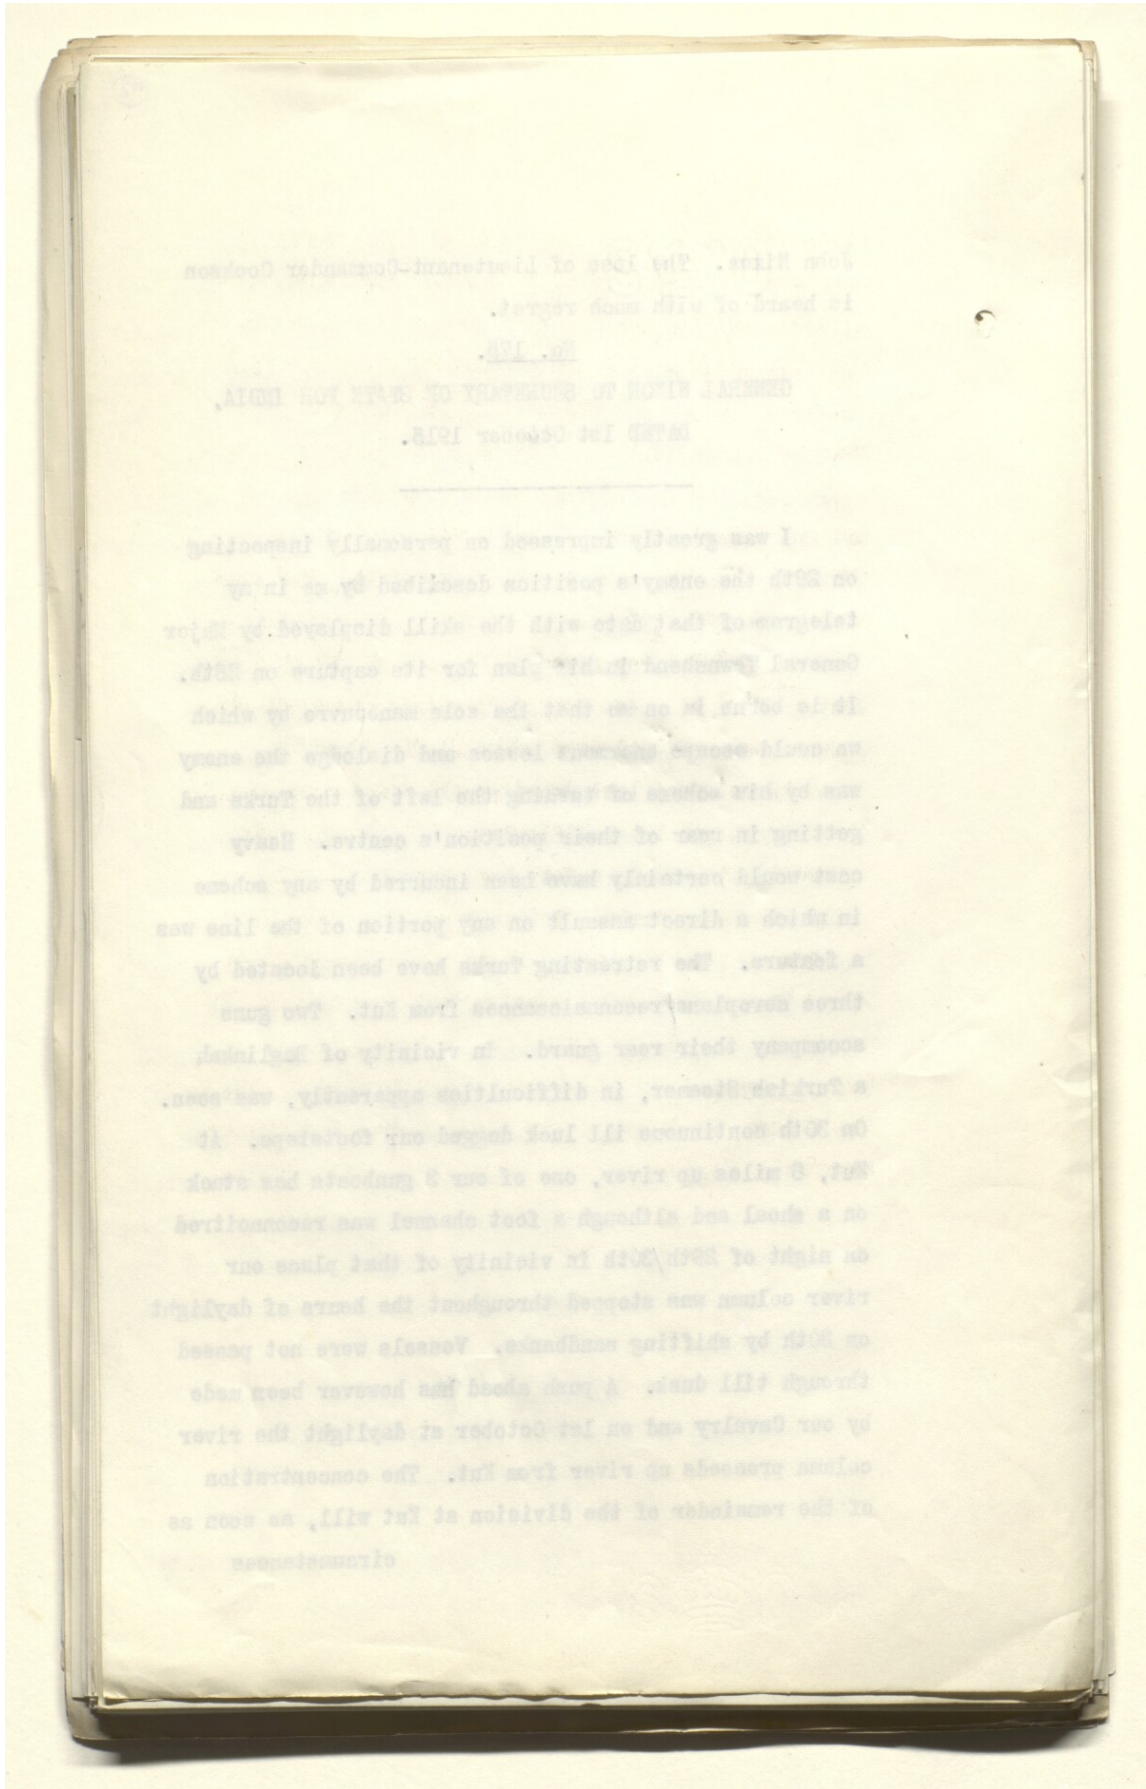 John Nixon. The loss of Lieutenant-Commander Cookson
is heard of with much regret.
No. 175.
GENERAL NIXON TO SECRETARY OF STATE FOR INDIA,
DATED 1st October 1915.
I was greatly impressed on personally inspecting
on 29th the enemy's position described by me in my
telegram of that date with the skill displayed by Major
General Townshend in his plan for its capture on 28th.
It is borne in on me that the sole manoeuvre by which
we could escape enormous losses and dislodge the enemy
was by his scheme of turning the left of the Turks and
getting in rear of their position's centre. Heavy
cost would certainly have been incurred by any scheme
in which a direct assault on any portion of the line was
a feature. The retreating Turks have been located by
three aeroplane reconnaissances from Kut. Two guns
accompany their rear guard. In vicinity of
a Turkish Steamer, in difficulties apparently, was seen.
On 30th continuous ill luck dogged our footsteps. At
Kut, 8 miles up river, one of our 3 gunboats has stuck
on a shoal and although a foot channel was reconnoitred
on night of 29th/30th in vicinity of that place our
river column was stopped throughout the hours of daylight
on 30th by shifting sandbanks. Vessels were not passed
through till dusk. A push ahead has however been made
by our Cavalry and on 1st October at daylight the river
column proceeds up river from Kut. The concentration
of the remainder of the division at Kut will, as soon as
circumstances